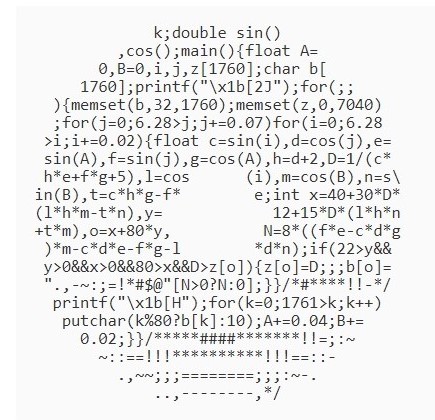 k;double sin()
,cos();main(){float A=
0,B=0,i,j,z[1760];char b[
1760];printf("\x1b[2J");for(;;
){memset(b,32,1760);memset(z,0,7040)
;for(j=0;6.28>j;j+=0.07)for(i=0;6.28
>i;i+=0.02){float c=sin(i),d=cos(j),e=
sin(A),f=sin(j),g=cos(A),h=d+2,D=1/(c*
h*e+f*g+5),l=cos      (i),m=cos(B),n=s\
in(B),t=c*h*g-f*        e;int x=40+30*D*
(l*h*m-t*n),y=            12+15*D*(l*h*n
+t*m),o=x+80*y,          N=8*((f*e-c*d*g
)*m-c*d*e-f*g-l        *d*n);if(22>y&&
y>0&&x>0&&80>x&&D>z[o]){z[o]=D;;;b[o]=
".,-~:;=!*#$@"[N>0?N:0];}}/*#****!!-*/
printf("\x1b[H");for(k=0;1761>k;k++)
putchar(k%80?b[k]:10);A+=0.04;B+=
0.02;}}/*****####*******!!=;:~
~::==!!!**********!!!==::-
.,~~;;;========;;;:~-.
..,--------,*/